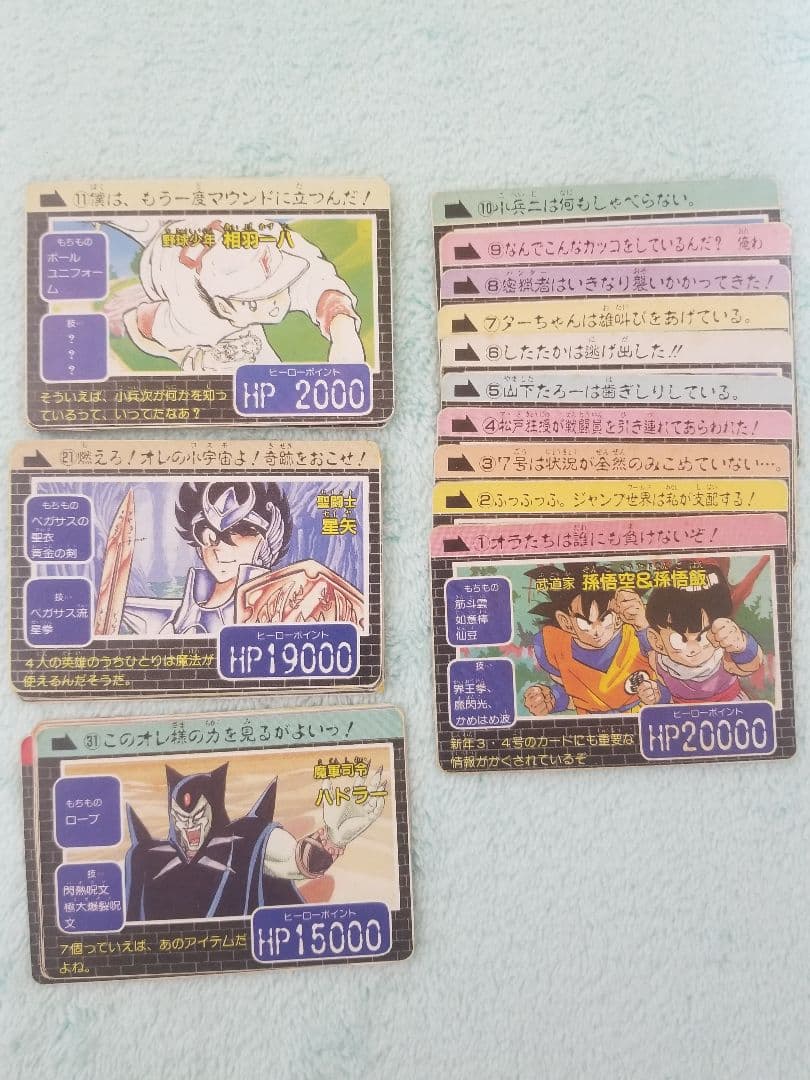 ⑪僕は、もう一度マウンドに立つんだ!
もちもの
ボール
ユニフォー
ム
技…
?
?
?
野球少年 相羽一八
ヒーローポイント
HP 2000
そういえば、小兵次が何かを知っ
ているって、いってたなあ?
㉑燃えろ!オレの小宇宙よ!奇跡をおこせ!
もちもの
ペガサスの
聖衣
黄金の剣
技…
ペガサス流
星拳
聖闘士
星矢
ヒーローポイント
HP19000
4人の英雄のうちひとりは魔法が
使えるんだそうだ。
㉛このオレ様の力を見るがよいっ!
もちもの
ローブ
技…
閃熱呪文
極大爆裂呪
文
魔軍司令
ハドラー
ヒーローポイント
HP15000
7個っていえば、あのアイテムだ
よね。
⑩小兵二は何もしゃべらない。
⑨なんでこんなカッコをしているんだ? 俺わ
⑧密猟者はいきなり襲いかかってきた!
⑦ターちゃんは雄叫びをあげている。
⑥したたかは逃げ出した!!
⑤山下たろーは歯ぎしりしている。
④松戸狂授が戦闘員を引き連れてあらわれた!
③7号は状況が全然のみこめていない…。
②ふっふっふ。ジャンプ世界は私が支配する!
①オラたちは誰にも負けないぞ!
もちもの
筋斗雲
如意棒
仙豆
技…
界王拳、
魔閃光、
かめはめ波
武道家 孫悟空&孫悟飯
ヒーローポイント
HP20000
新年3・4号のカードにも重要な
情報がかくされているぞ